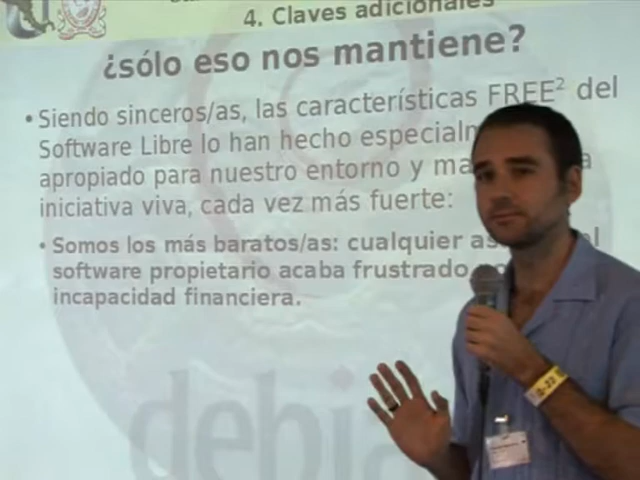 4. Claves adicionales
¿sólo eso nos mantiene?
• Siendo sinceros/as, las características FREE² del
Software Libre lo han hecho especialm
apropiado para nuestro entorno y ma a
iniciativa viva, cada vez más fuerte:
• Somos los más baratos/as: cualquier as al
software propietario acaba frustrado
incapacidad financiera.
debi